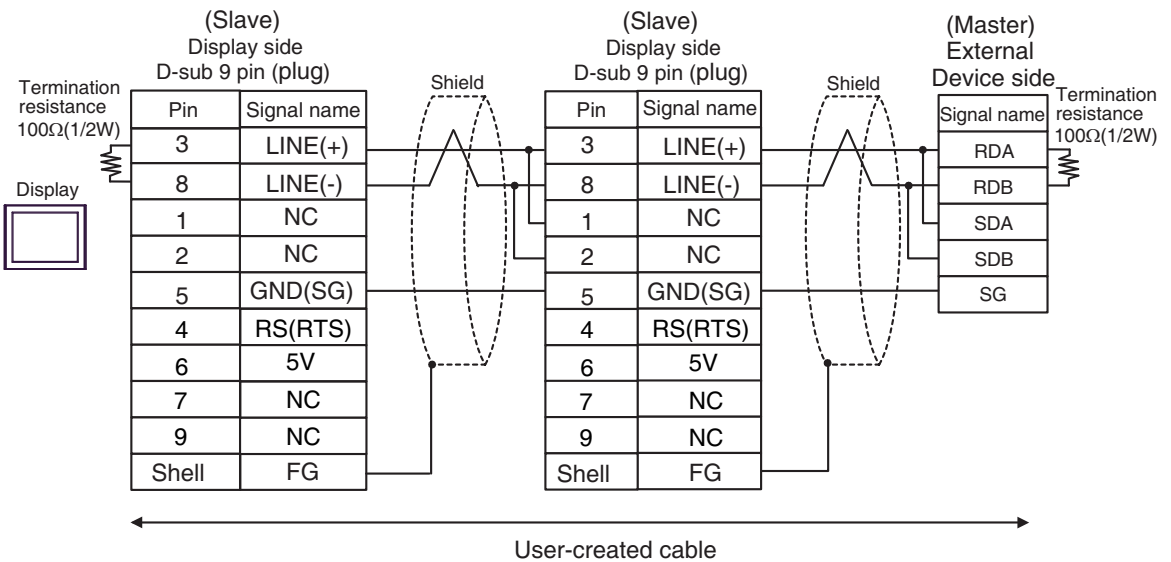 (Slave)
Display side
D-sub 9 pin (plug)
(Slave)
Display side
D-sub 9 pin (plug)
(Master)
External
Device side
Termination
resistance
100Ω(1/2W)
Shield
Shield
Termination
resistance
100Ω(1/2W)
Display
Pin Signal name
3 LINE(+)
8 LINE(-)
1 NC
2 NC
5 GND(SG)
4 RS(RTS)
6 5V
7 NC
9 NC
Shell FG
Pin Signal name
3 LINE(+)
8 LINE(-)
1 NC
2 NC
5 GND(SG)
4 RS(RTS)
6 5V
7 NC
9 NC
Shell FG
Signal name
RDA
RDB
SDA
SDB
SG
User-created cable